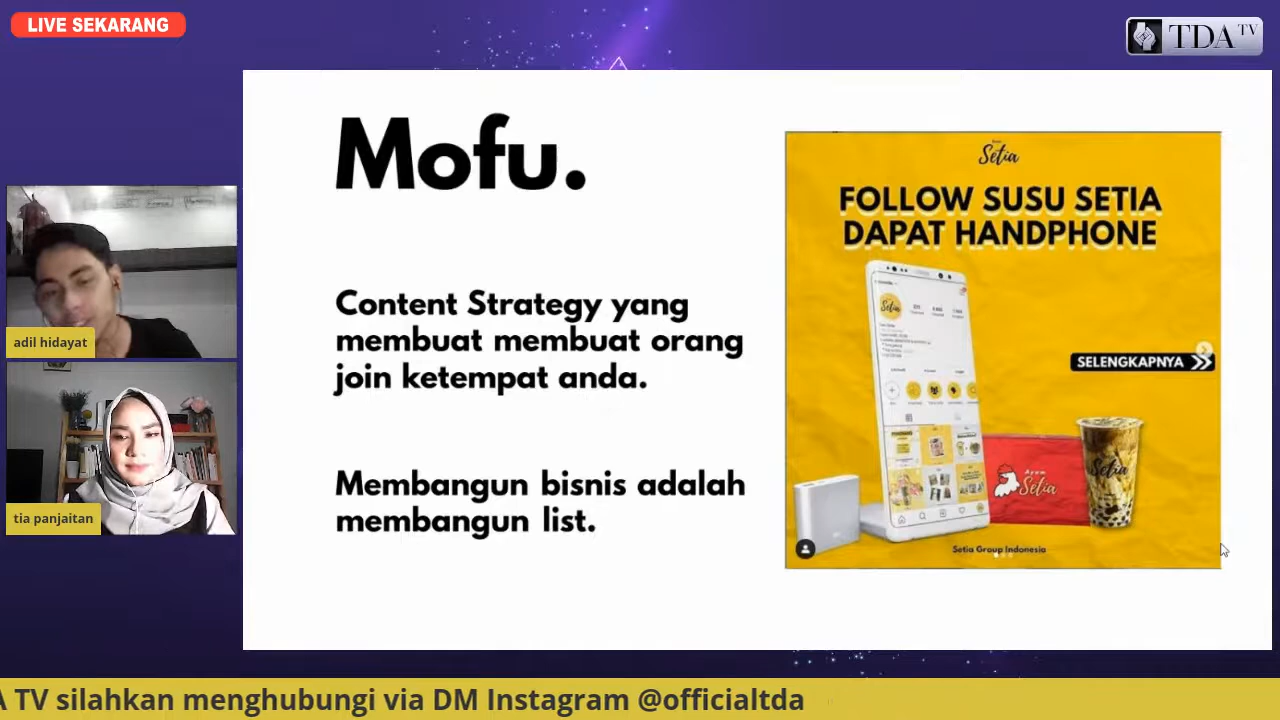 LIVE SEKARANG
TDA TV
Mofu.
Content Strategy yang
membuat membuat orang
join ketempat anda.
Membangun bisnis adalah
membangun list.
Setia
FOLLOW SUSU SETIA
DAPAT HANDPHONE
Setia
SELENGKAPNYA
Ayam
Setia
Setia
Setia Group Indonesia
adil hidayat
tia panjaitan
A TV silahkan menghubungi via DM Instagram @officialtda